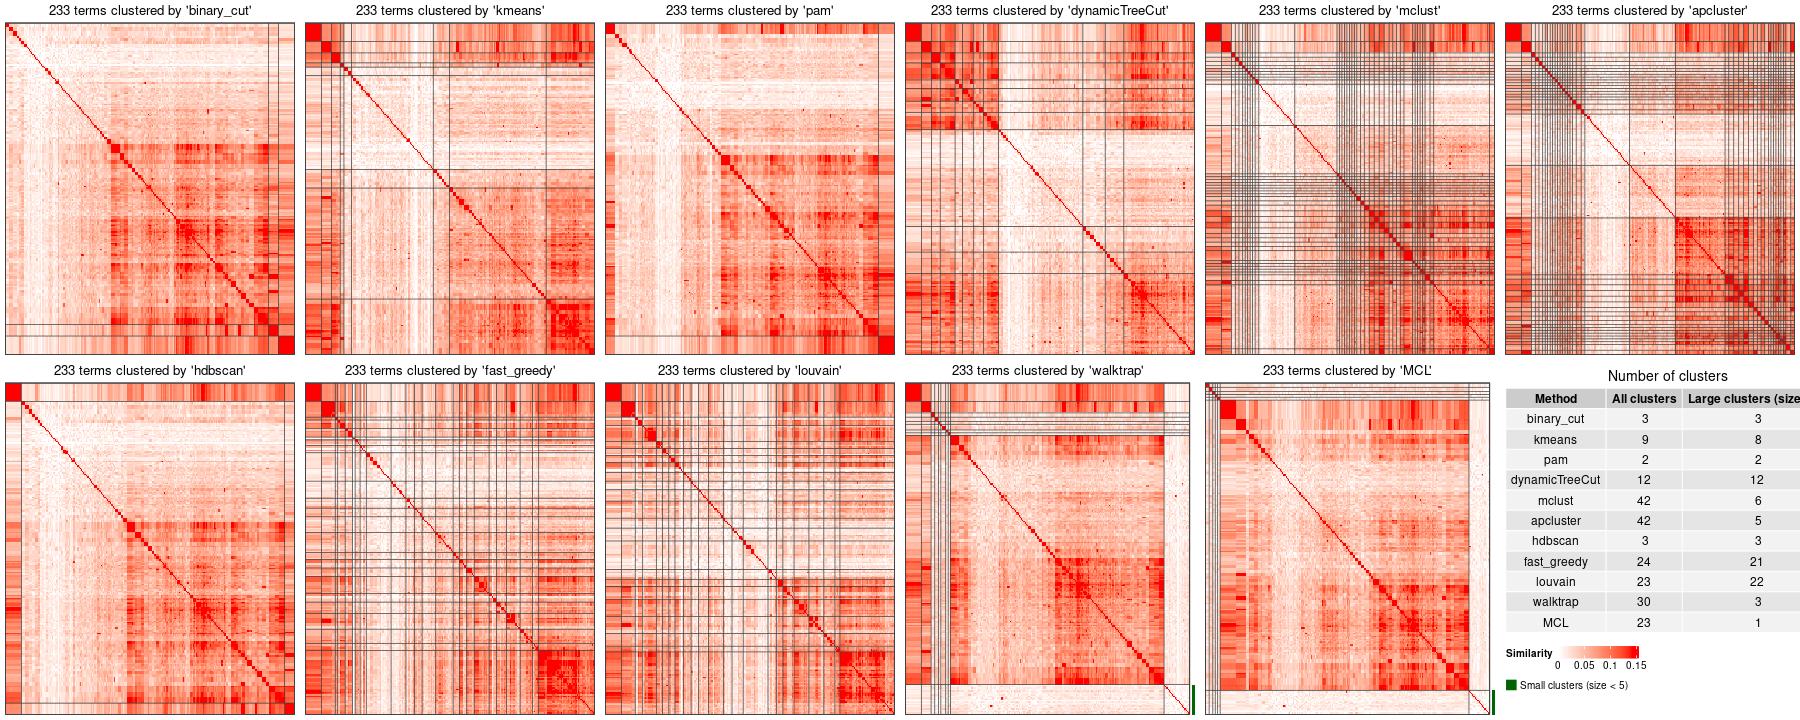 233 terms clustered by 'binary_cut'
233 terms clustered by 'kmeans'
233 terms clustered by 'pam'
233 terms clustered by 'dynamicTreeCut'
233 terms clustered by 'mclust'
233 terms clustered by 'apcluster'
233 terms clustered by 'hdbscan'
233 terms clustered by 'fast_greedy'
233 terms clustered by 'louvain'
233 terms clustered by 'walktrap'
233 terms clustered by 'MCL'
Number of clusters
Method All clusters Large clusters (size
binary_cut 3 3
kmeans 9 8
pam 2 2
dynamicTreeCut 12 12
mclust 42 6
apcluster 42 5
hdbscan 3 3
fast_greedy 24 21
louvain 23 22
walktrap 30 3
MCL 23 1
Similarity
0 0.05 0.1 0.15
Small clusters (size < 5)